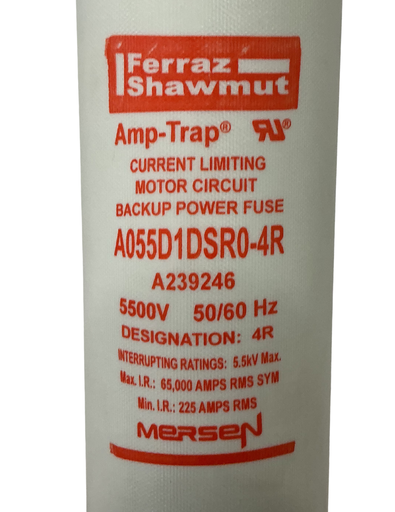 Ferraz
Shawmut
Amp-Trap®
CURRENT LIMITING
MOTOR CIRCUIT
BACKUP POWER FUSE
A055D1DSR0-4R
A239246
5500V 50/60 Hz
DESIGNATION: 4R
INTERRUPTING RATINGS: 5.5kV Max.
Max. I.R.: 65,000 AMPS RMS SYM
Min. I.R.: 225 AMPS RMS
MERSEN